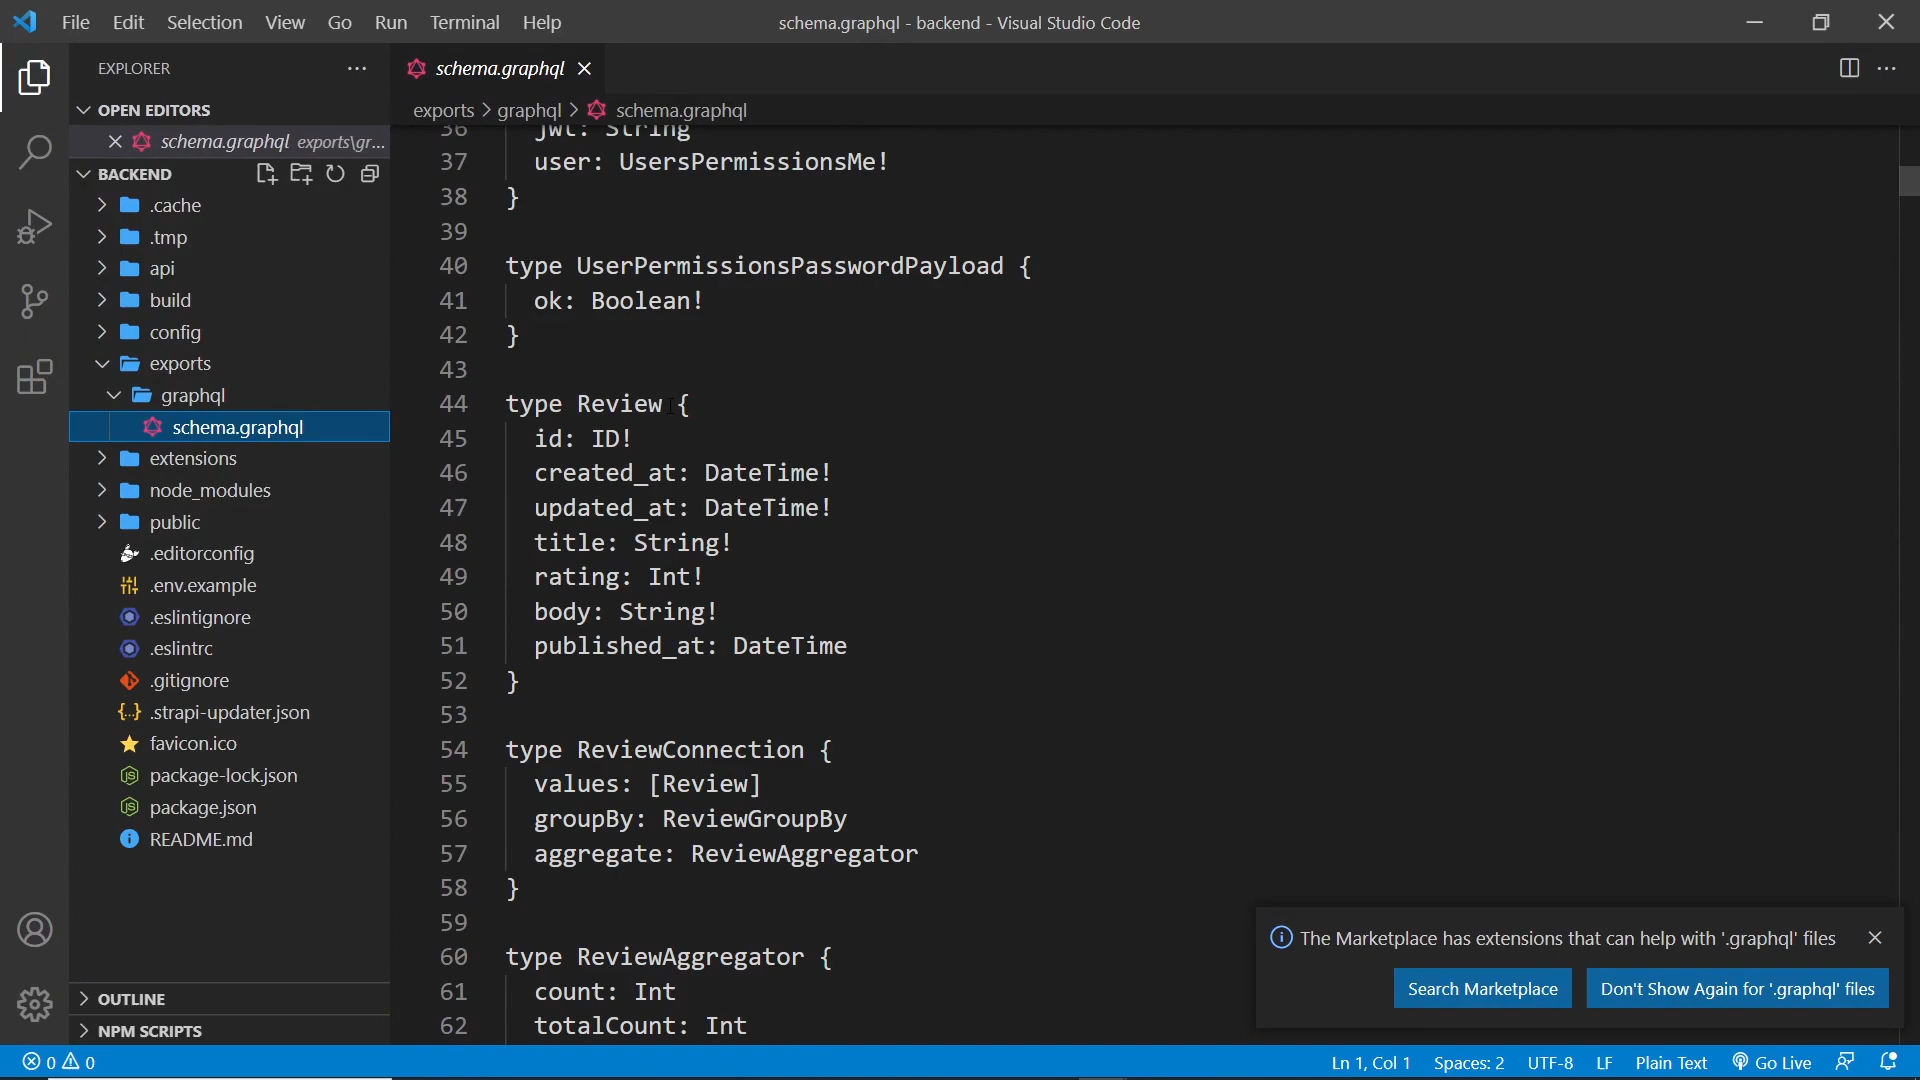 File Edit Selection View Go Run Terminal Help schema.graphql - backend - Visual Studio Code
EXPLORER
OPEN EDITORS
schema.graphql exports\gr...
BACKEND
.cache
.tmp
api
build
config
exports
graphql
schema.graphql
extensions
node_modules
public
.editorconfig
.env.example
.eslintignore
.eslintrc
.gitignore
.strapi-updater.json
favicon.ico
package-lock.json
package.json
README.md
OUTLINE
NPM SCRIPTS
schema.graphql
exports > graphql > schema.graphql
36 jwt: String
37 user: UsersPermissionsMe!
38 }
39
40 type UserPermissionsPasswordPayload {
41 ok: Boolean!
42 }
43
44 type Review {
45 id: ID!
46 created_at: DateTime!
47 updated_at: DateTime!
48 title: String!
49 rating: Int!
50 body: String!
51 published_at: DateTime
52 }
53
54 type ReviewConnection {
55 values: [Review]
56 groupBy: ReviewGroupBy
57 aggregate: ReviewAggregator
58 }
59
60 type ReviewAggregator {
61 count: Int
62 totalCount: Int
The Marketplace has extensions that can help with '.graphql' files
Search Marketplace Don't Show Again for '.graphql' files
0 0 Ln 1, Col 1 Spaces: 2 UTF-8 LF Plain Text Go Live